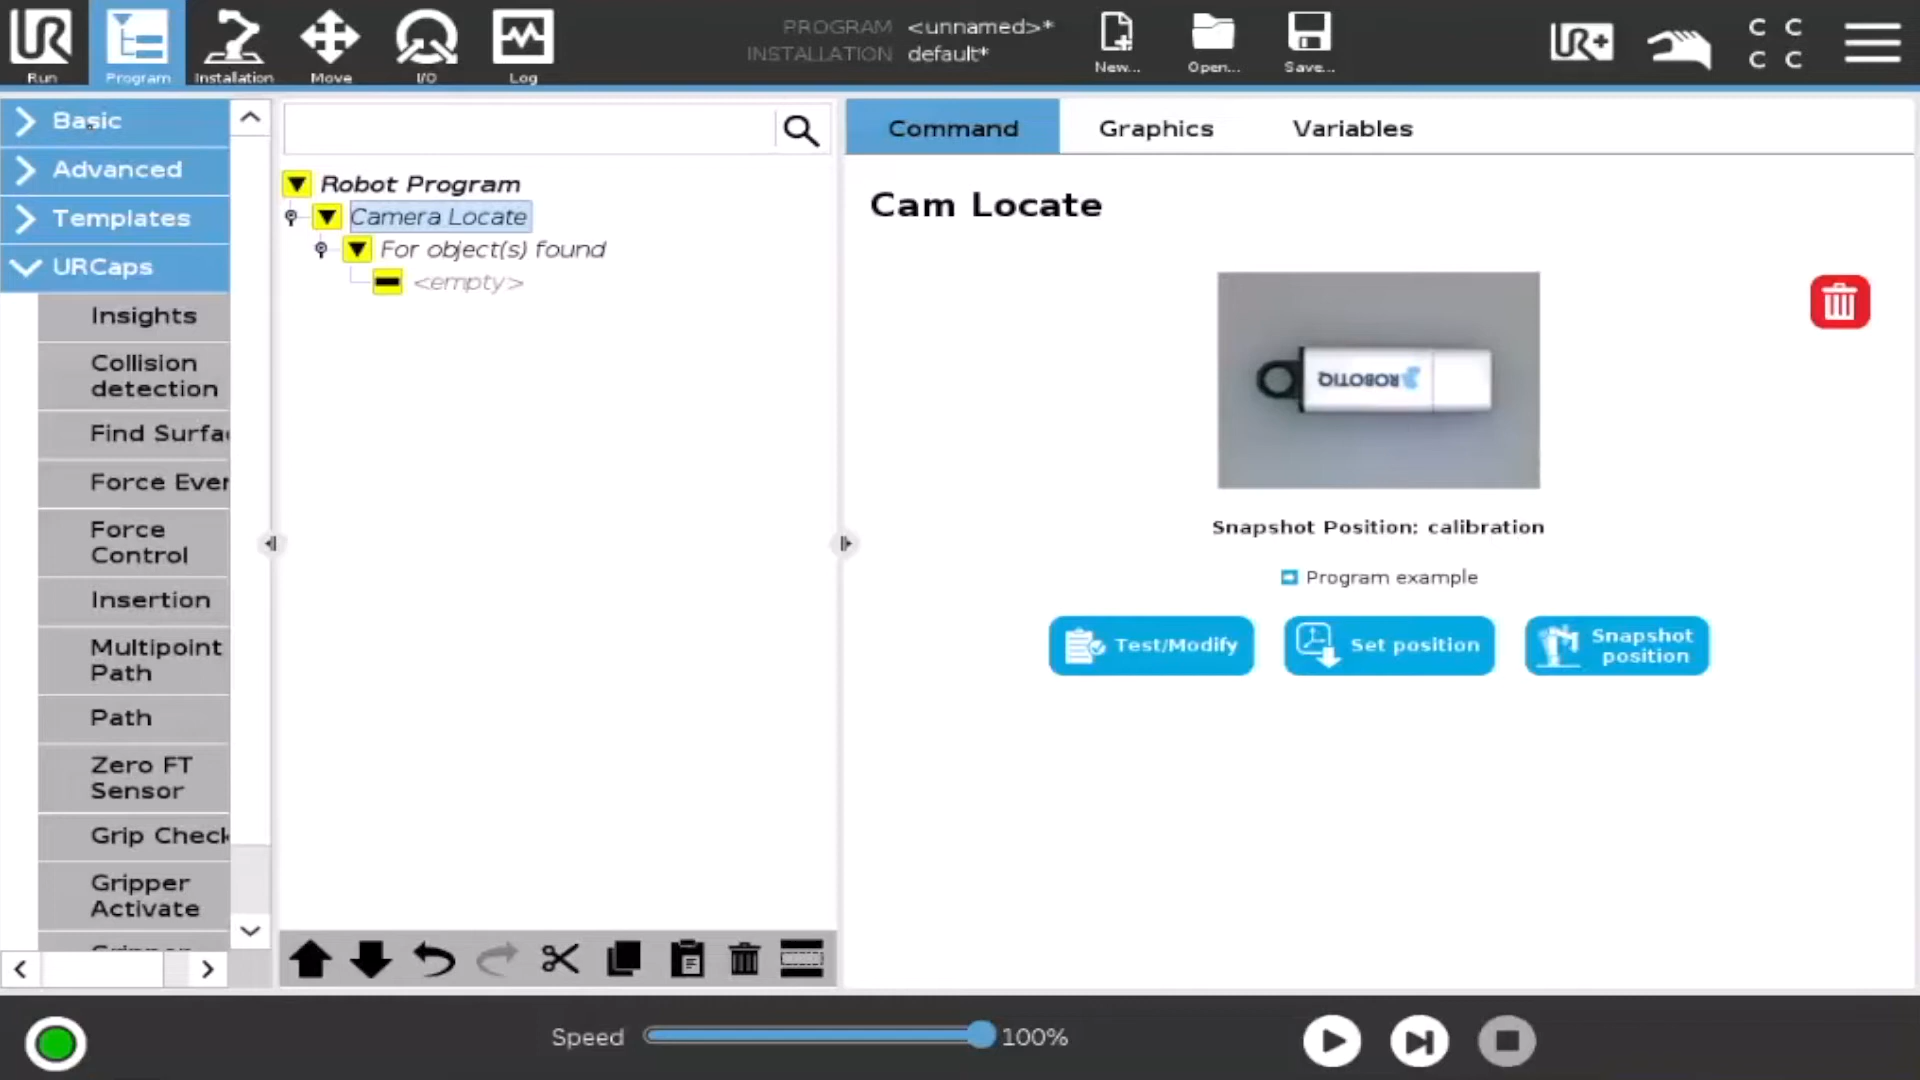 UR
Run
Program
Installation
Move
I/O
Log
PROGRAM <unnamed>*
INSTALLATION default*
New...
Open...
Save...
UR+
C C
C C
Basic
Advanced
Templates
URCaps
Insights
Collision
detection
Find Surfa
Force Even
Force
Control
Insertion
Multipoint
Path
Path
Zero FT
Sensor
Grip Check
Gripper
Activate
Robot Program
Camera Locate
For object(s) found
<empty>
Command
Graphics
Variables
Cam Locate
ROBOTIQ
Snapshot Position: calibration
Program example
Test/Modify
Set position
Snapshot
position
Speed
100%